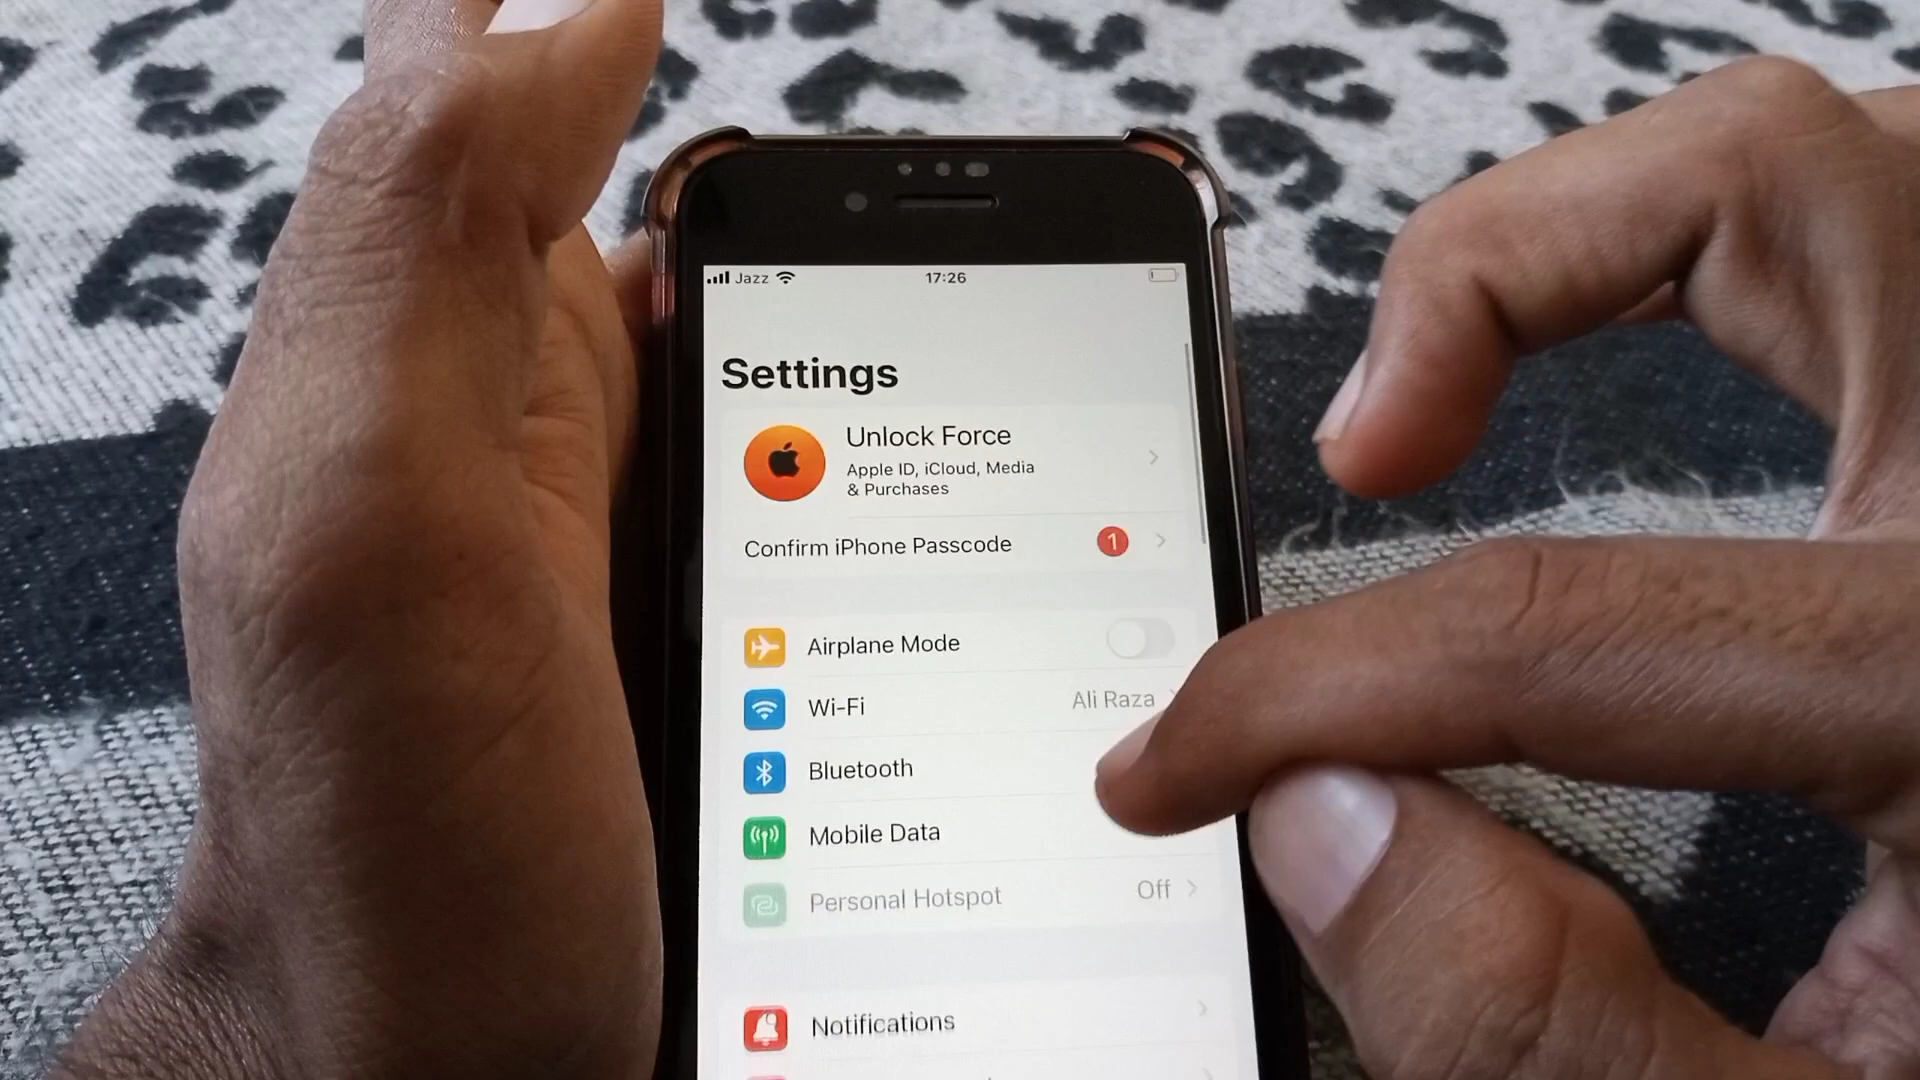 Jazz
17:26
Settings
Unlock Force
Apple ID, iCloud, Media
& Purchases
Confirm iPhone Passcode
1
Airplane Mode
Wi-Fi
Ali Raza
Bluetooth
Mobile Data
Personal Hotspot
Off
Notifications